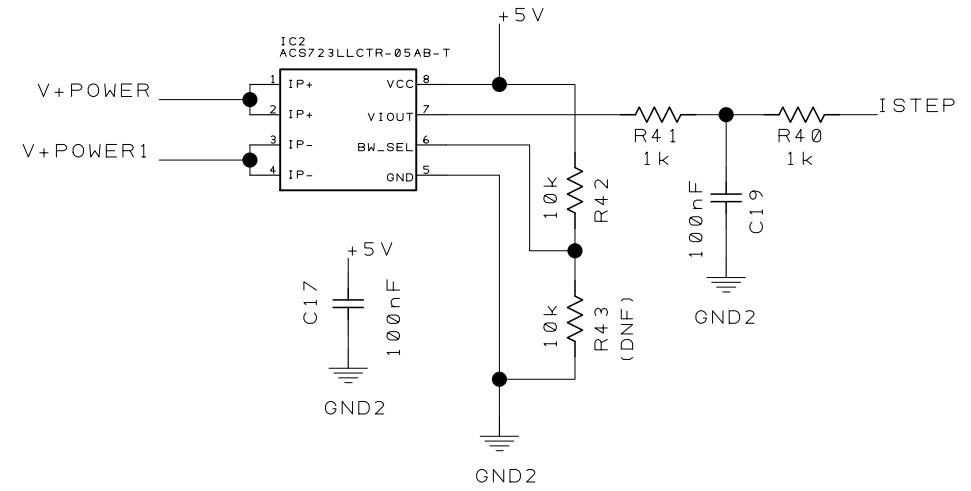 +5V
IC2
ACS723LLCTR-05AB-T
V+POWER
V+POWER1
1 IP+
2 IP+
3 IP-
4 IP-
VCC 8
VIOUT 7
BW_SEL 6
GND 5
R41
1k
R40
1k
ISTEP
10k
R42
100nF
C19
GND2
+5V
C17
100nF
GND2
10k
R43
(DNF)
GND2